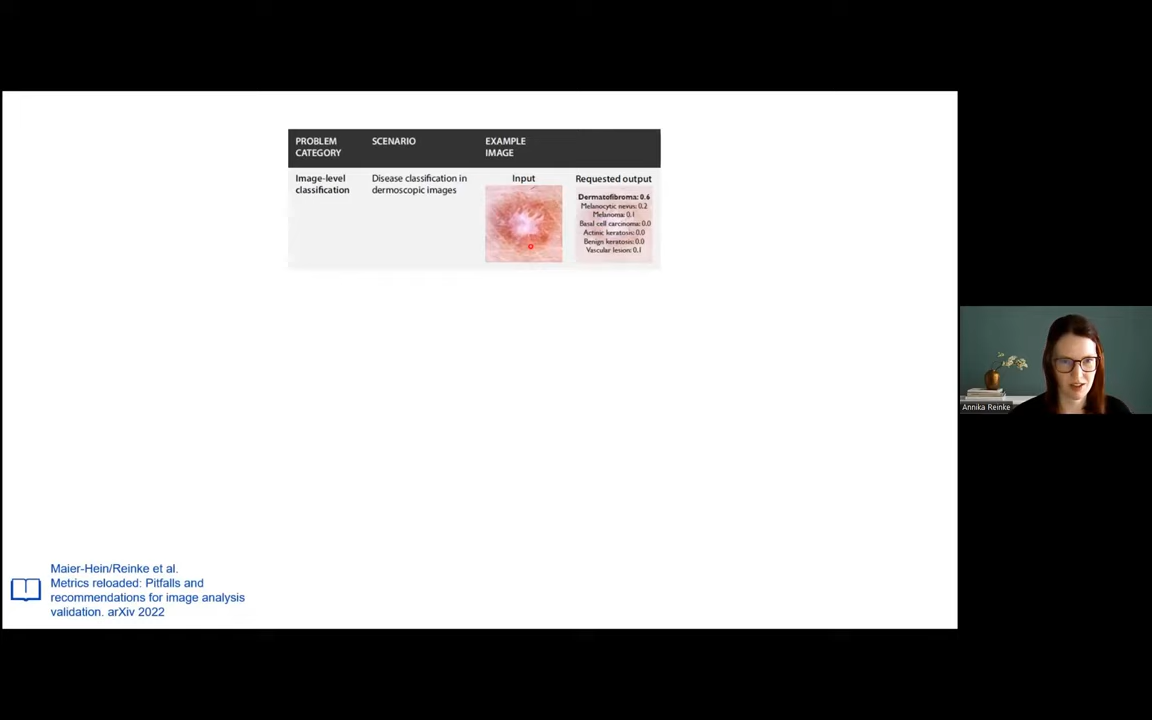 PROBLEM
CATEGORY
SCENARIO
EXAMPLE
IMAGE
Image-level
classification
Disease classification in
dermoscopic images
Input
Requested output
Dermatofibroma: 0.6
Melanocytic nevus: 0.2
Melanoma: 0.1
Basal cell carcinoma: 0.0
Actinic keratosis: 0.0
Benign keratosis: 0.0
Vascular lesion: 0.1
Annika Reinke
Maier-Hein/Reinke et al.
Metrics reloaded: Pitfalls and
recommendations for image analysis
validation. arXiv 2022